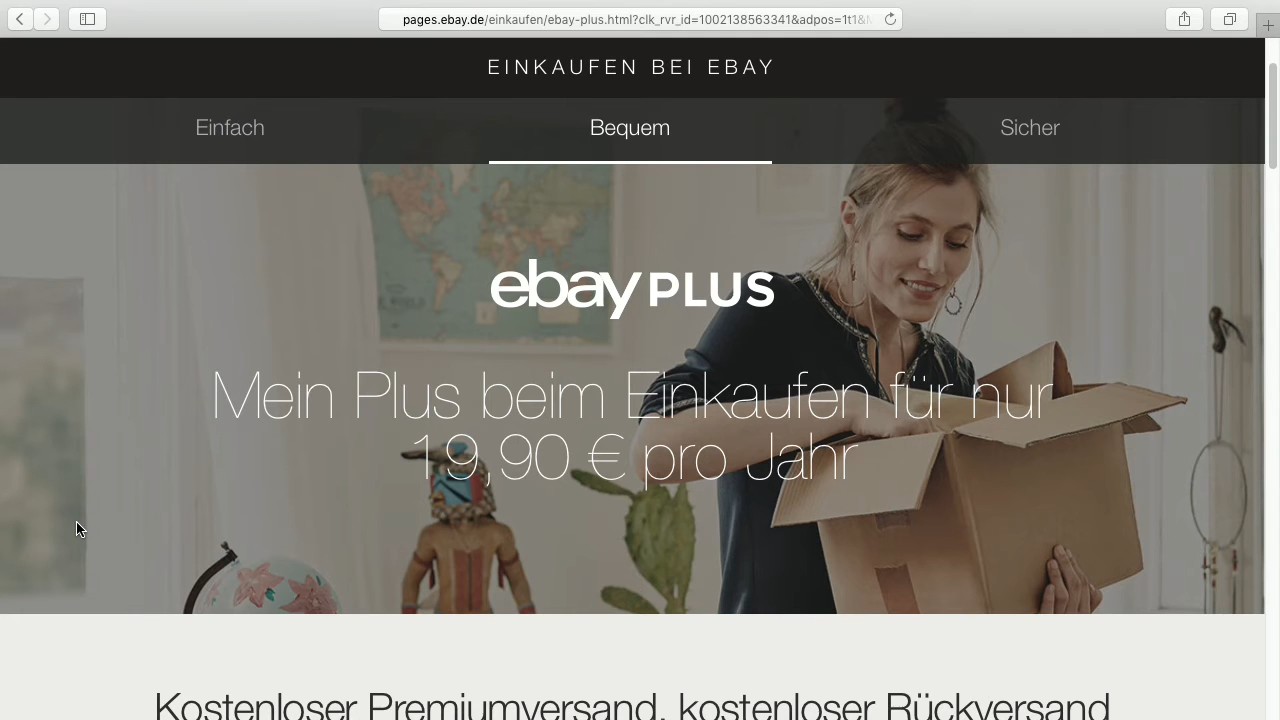 pages.ebay.de/einkaufen/ebay-plus.html?clk_rvr_id=1002138563341&adpos=1t1&
EINKAUFEN BEI EBAY
Einfach Bequem Sicher
ebay PLUS
Mein Plus beim Einkaufen für nur
19,90 € pro Jahr
Kostenloser Premiumversand, kostenloser Rückversand